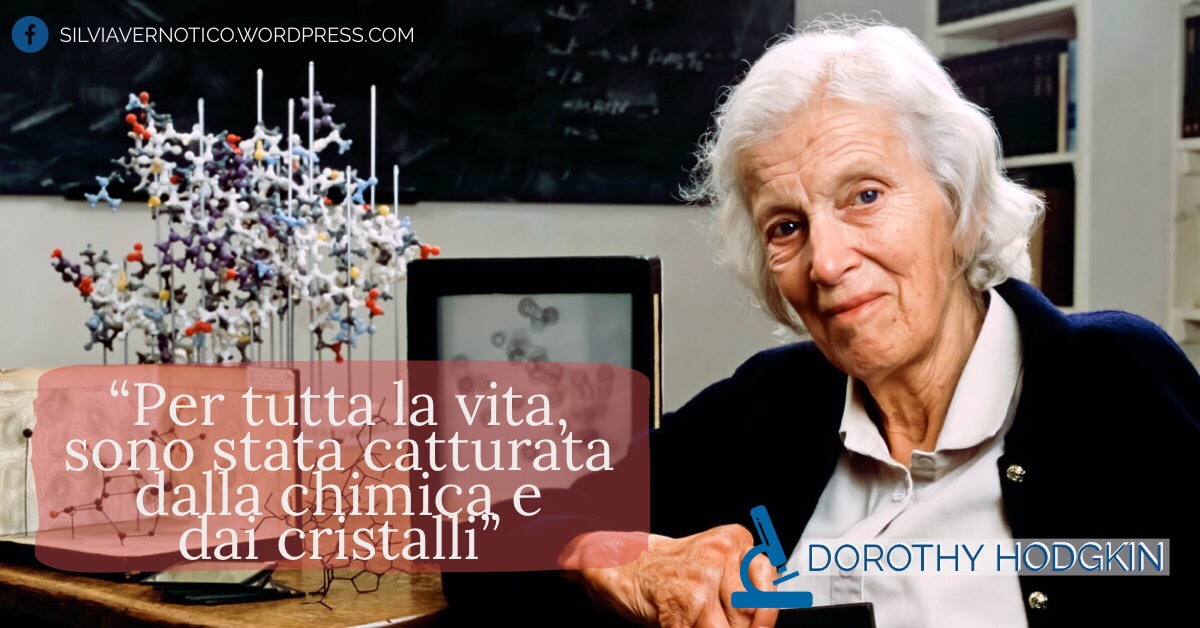 SILVIAVERNOTICO.WORDPRESS.COM
“Per tutta la vita,
sono stata catturata
dalla chimica e
dai cristalli”
DOROTHY HODGKIN